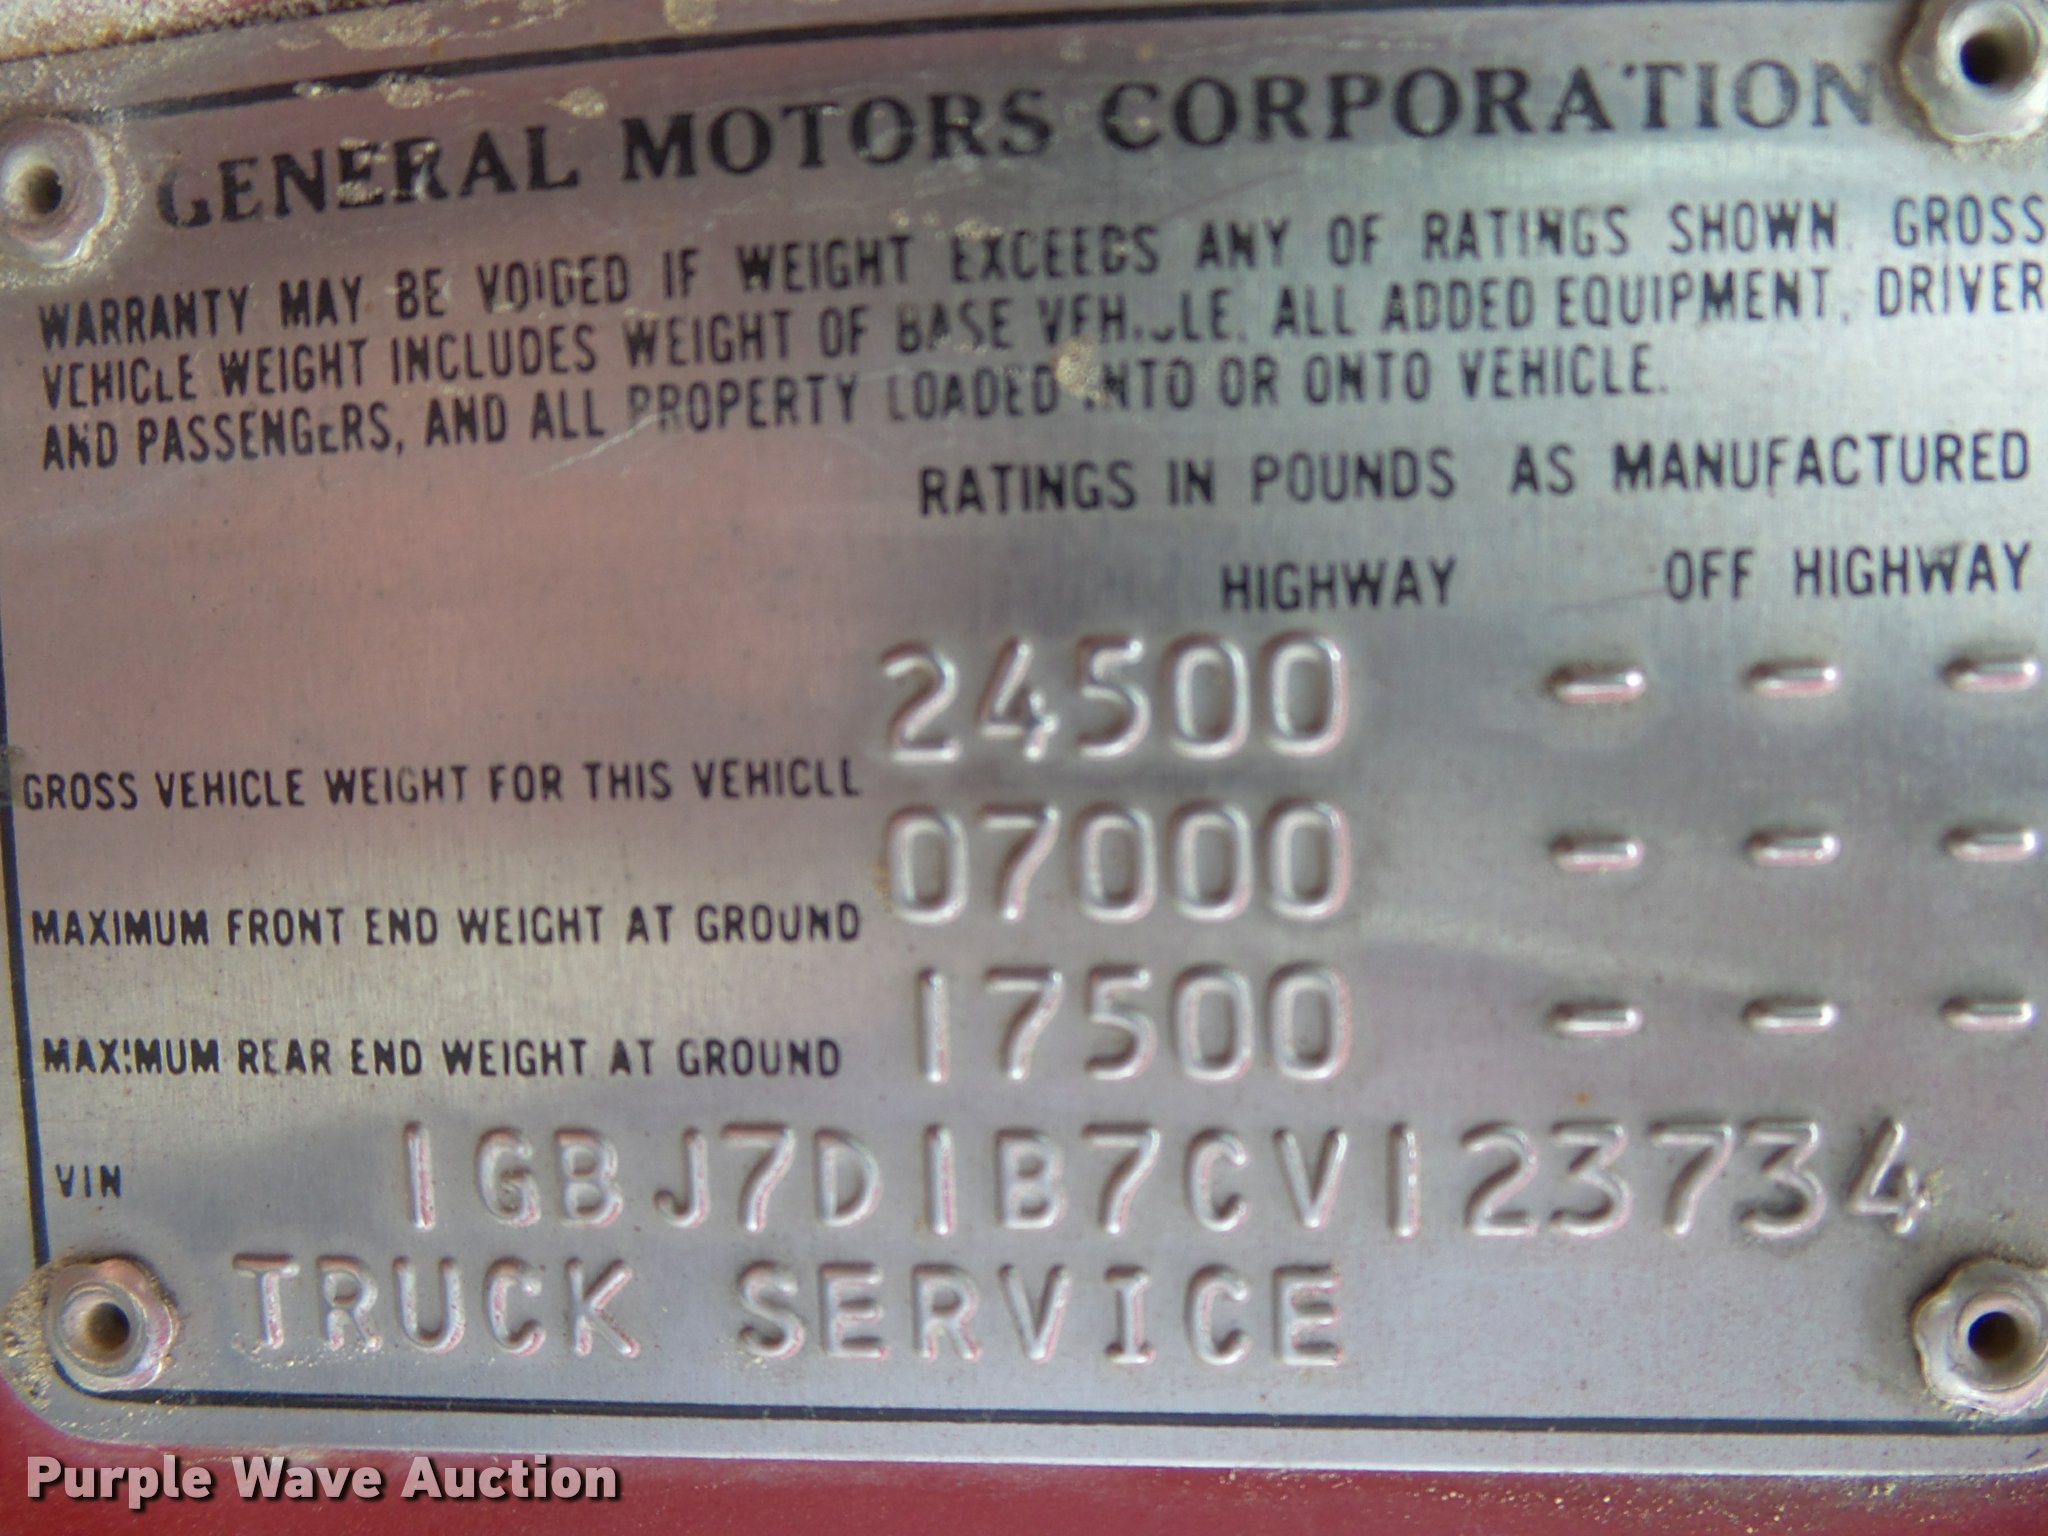 GENERAL MOTORS CORPORATION
WARRANTY MAY BE VOIDED IF WEIGHT EXCEEDS ANY OF RATINGS SHOWN. GROSS
VEHICLE WEIGHT INCLUDES WEIGHT OF BASE VEHICLE, ALL ADDED EQUIPMENT, DRIVER
AND PASSENGERS, AND ALL PROPERTY LOADED INTO OR ONTO VEHICLE.
RATINGS IN POUNDS AS MANUFACTURED
HIGHWAY OFF HIGHWAY
GROSS VEHICLE WEIGHT FOR THIS VEHICLE 24500 - - -
MAXIMUM FRONT END WEIGHT AT GROUND 07000 - - -
MAXIMUM REAR END WEIGHT AT GROUND 17500 - - -
VIN 1GBJ7D1B7CV123734
TRUCK SERVICE
Purple Wave Auction